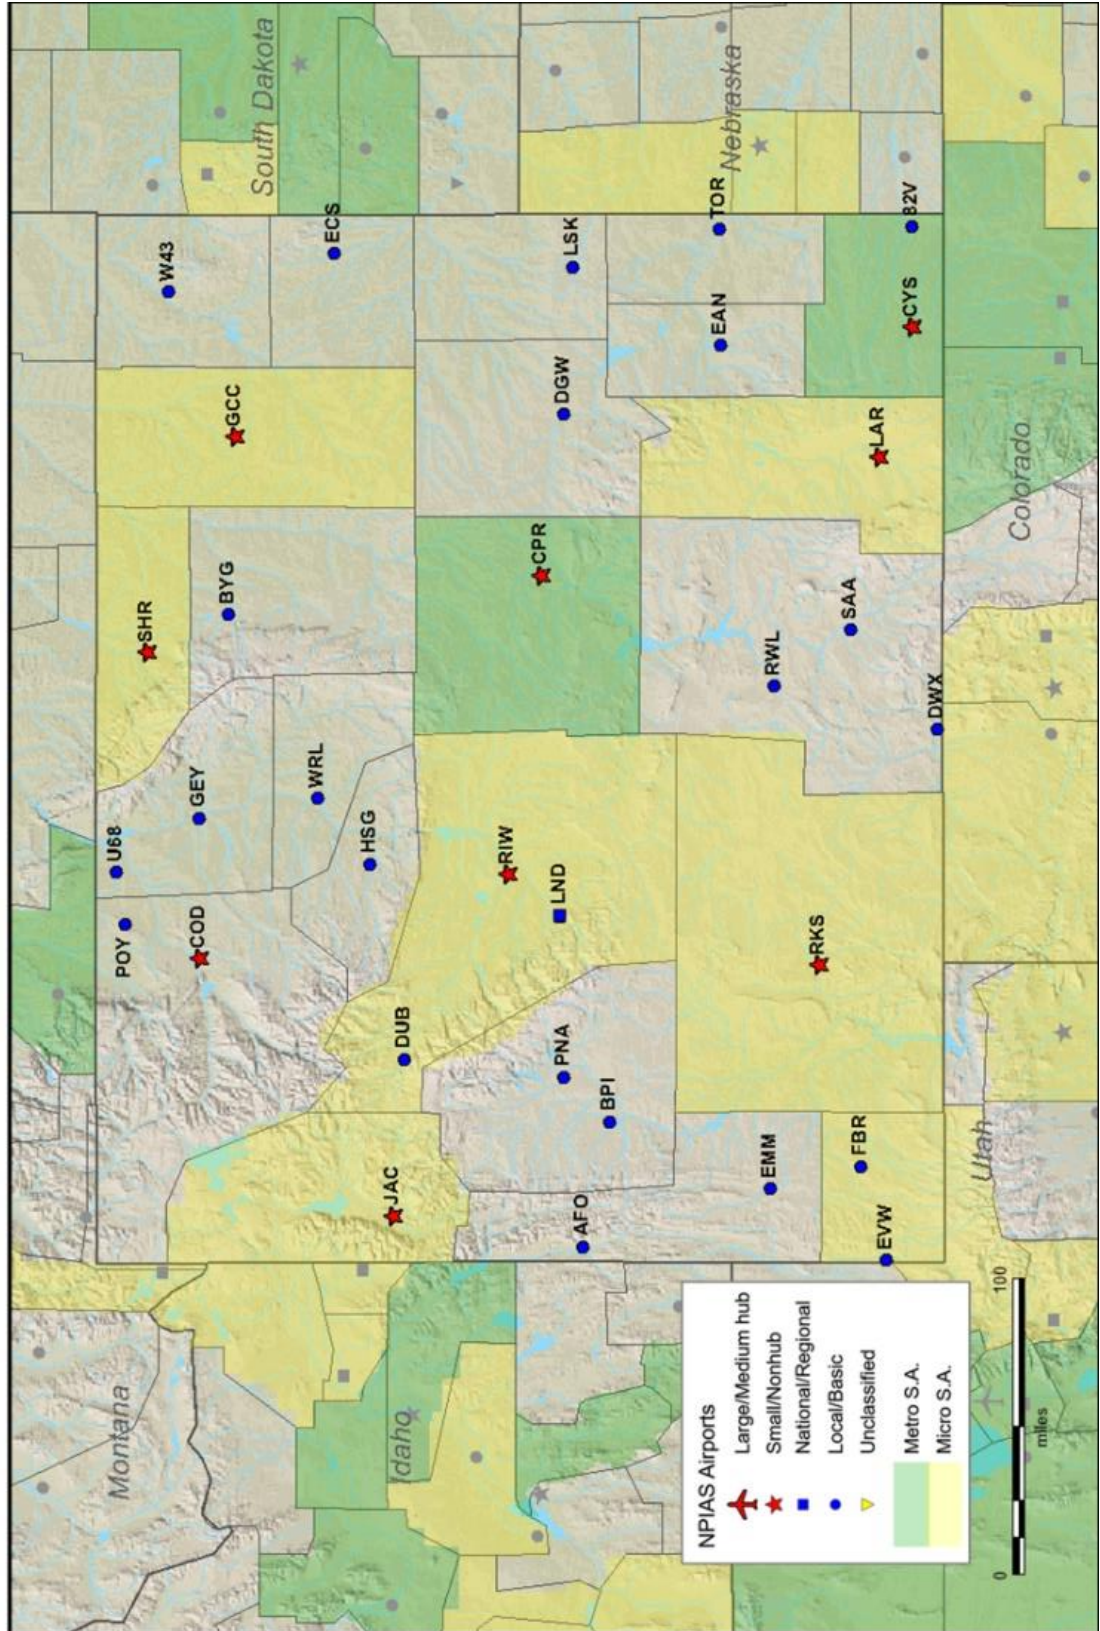 Montana
Idaho
Utah
Colorado
Nebraska
South Dakota
POY
U68
COD
GEY
SHR
BYG
GCC
W43
ECS
WRL
HSG
JAC
DUB
RIW
LND
CPR
DGW
LSK
AFO
BPI
PNA
EAN
TOR
EMM
FBR
EVW
RKS
RWL
SAA
DWX
LAR
CYS
82V
NPIAS Airports
Large/Medium hub
Small/Nonhub
National/Regional
Local/Basic
Unclassified
Metro S.A.
Micro S.A.
0
100
miles